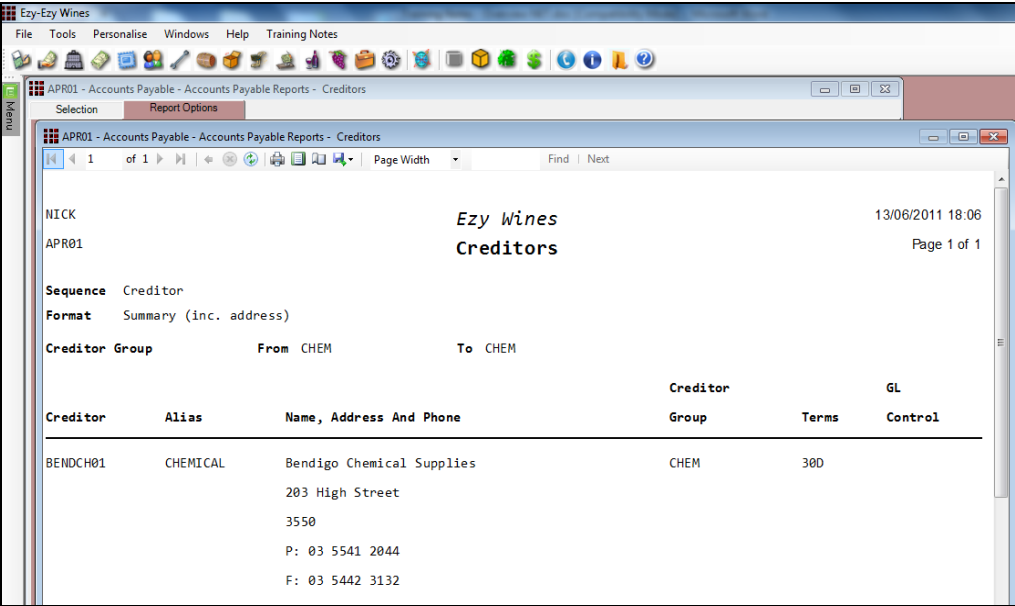 Ezy-Ezy Wines
File Tools Personalise Windows Help Training Notes
Menu
APR01 - Accounts Payable - Accounts Payable Reports - Creditors
Selection Report Options
APR01 - Accounts Payable - Accounts Payable Reports - Creditors
1 of 1 Page Width Find | Next
NICK Ezy Wines 13/06/2011 18:06
APR01 Creditors Page 1 of 1
Sequence Creditor
Format Summary (inc. address)
Creditor Group From CHEM To CHEM
Creditor GL
Creditor Alias Name, Address And Phone Group Terms Control
BENDCH01 CHEMICAL Bendigo Chemical Supplies CHEM 30D
203 High Street
3550
P: 03 5541 2044
F: 03 5442 3132